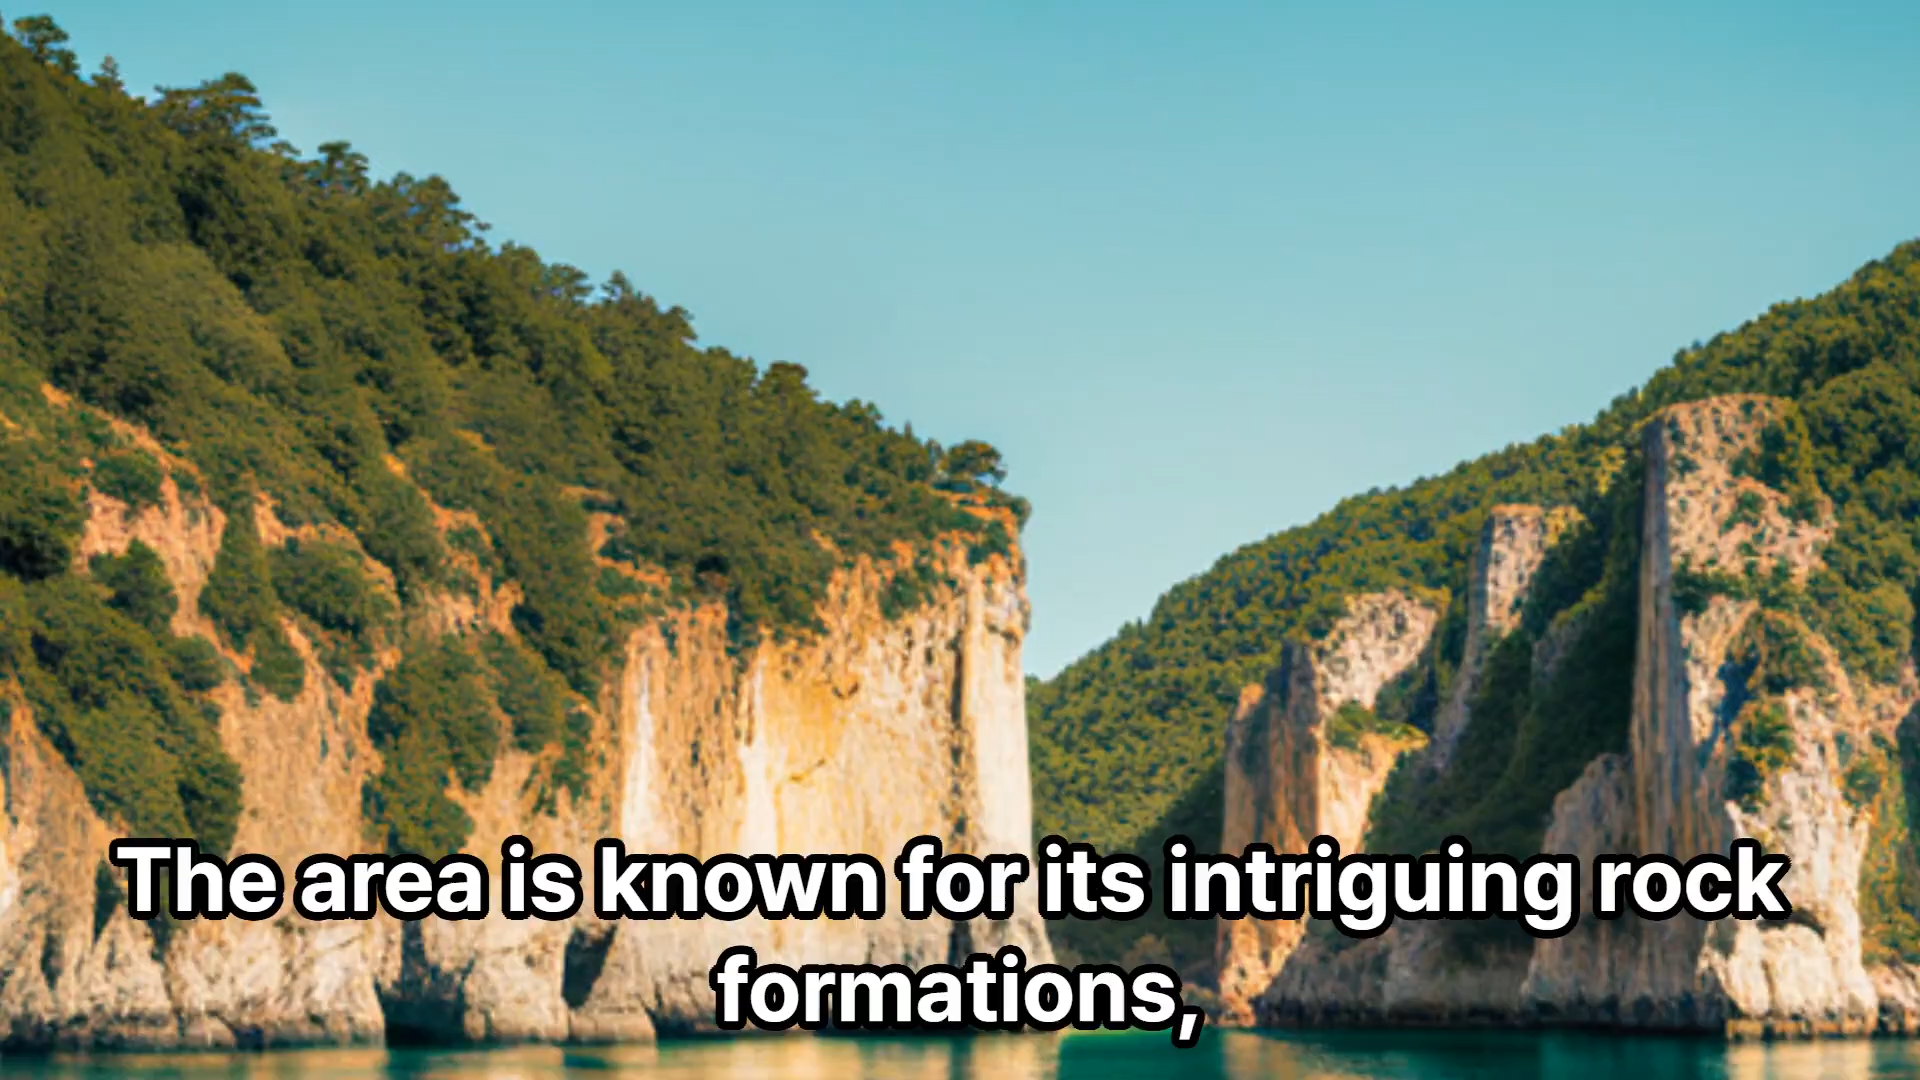 The area is known for its intriguing rock
formations,